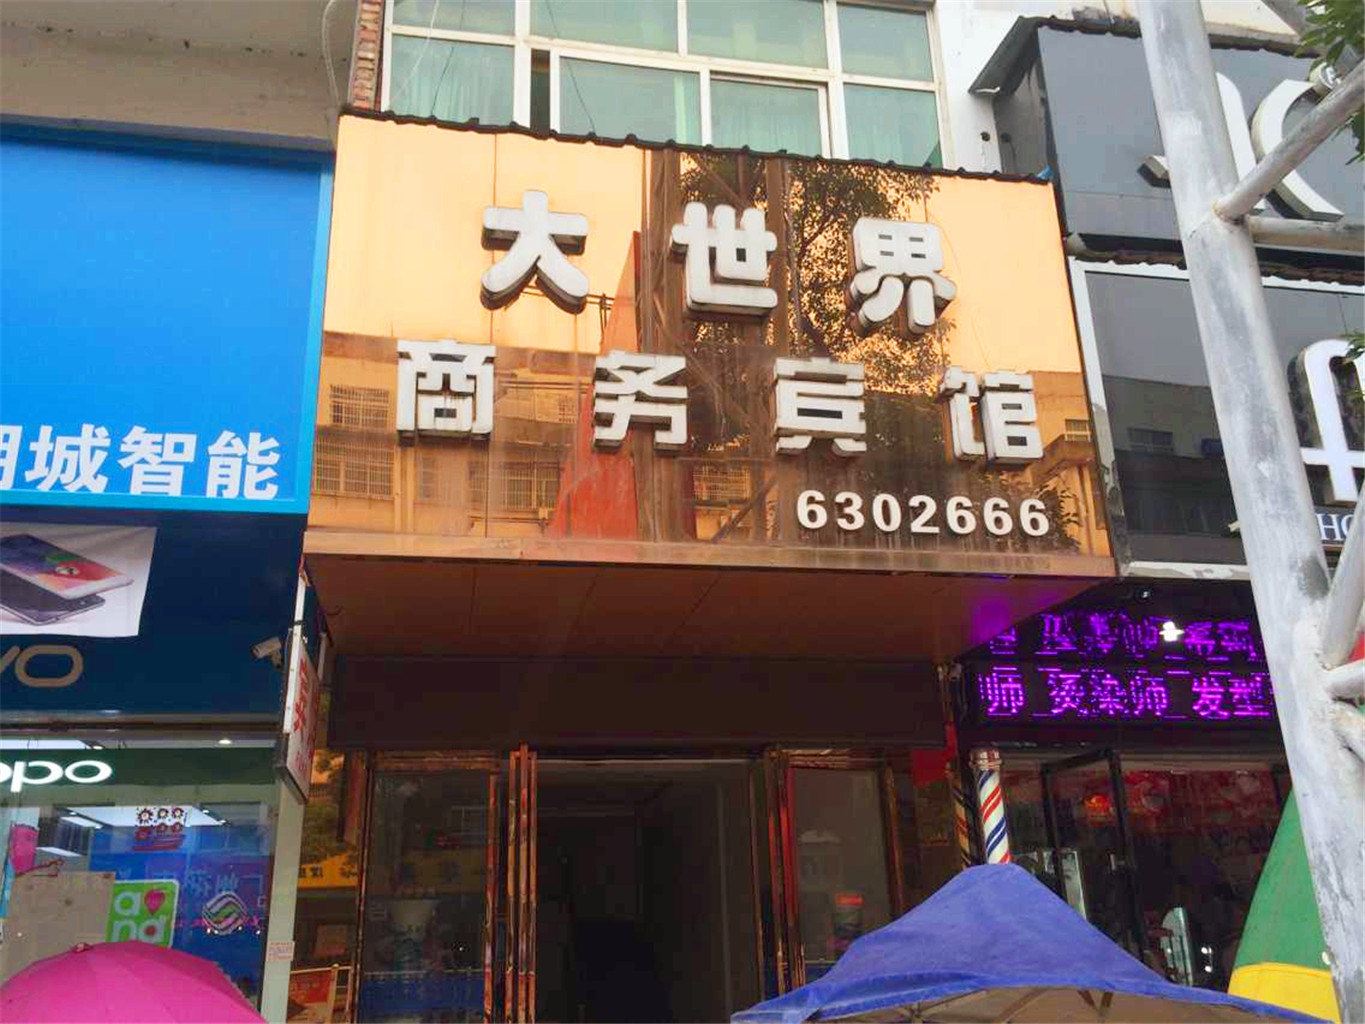 大世界
商务宾馆
6302666
城智能
oppo
师 烫染师 发型